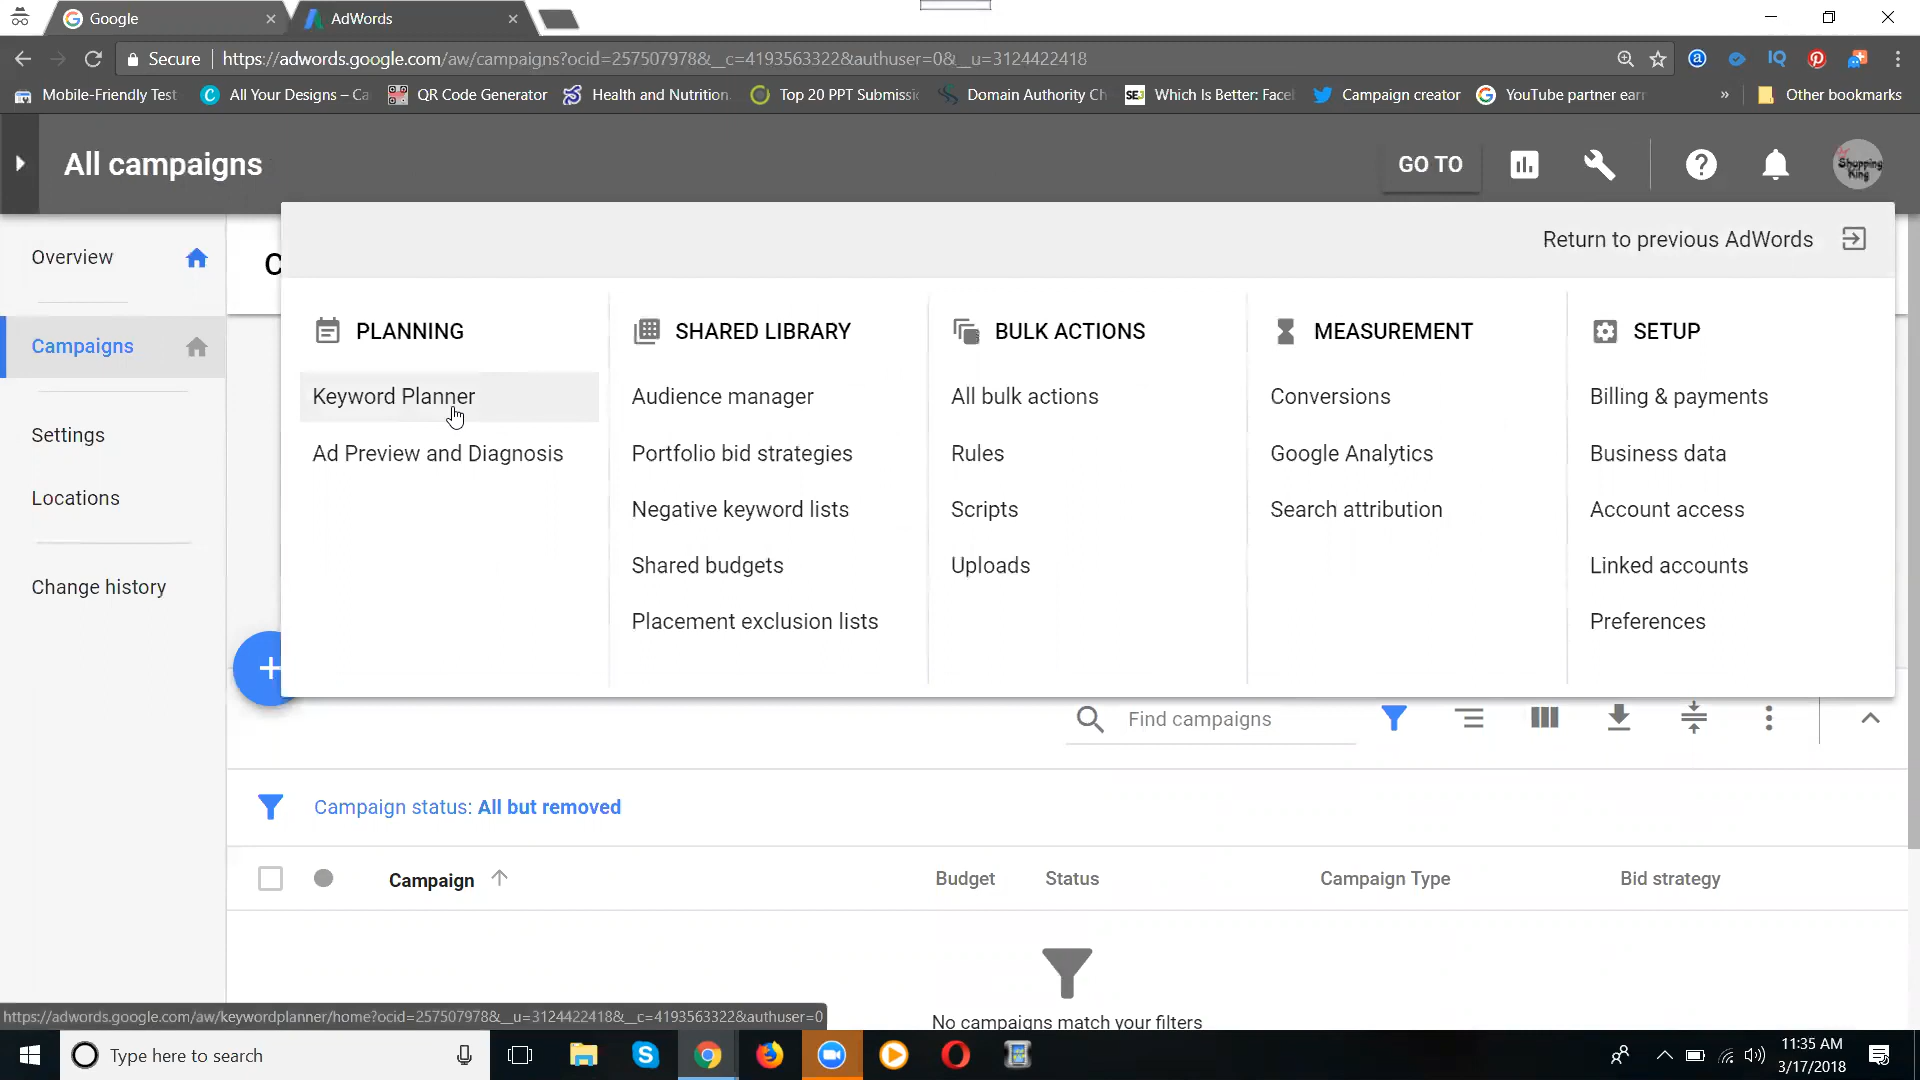 Google
AdWords
Secure
https://adwords.google.com/aw/campaigns?ocid=257507978&__c=4193563322&authuser=0&__u=3124422418
Mobile-Friendly Test
All Your Designs – Ca
QR Code Generator
Health and Nutrition
Top 20 PPT Submissi
Domain Authority Ch
Which Is Better: Face
Campaign creator
YouTube partner earn
»
Other bookmarks
All campaigns
GO TO
Shopping
King
Return to previous AdWords
Overview
Campaigns
Settings
Locations
Change history
PLANNING
Keyword Planner
Ad Preview and Diagnosis
SHARED LIBRARY
Audience manager
Portfolio bid strategies
Negative keyword lists
Shared budgets
Placement exclusion lists
BULK ACTIONS
All bulk actions
Rules
Scripts
Uploads
MEASUREMENT
Conversions
Google Analytics
Search attribution
SETUP
Billing & payments
Business data
Account access
Linked accounts
Preferences
Find campaigns
Campaign status: All but removed
Campaign
Budget
Status
Campaign Type
Bid strategy
No campaigns match your filters
https://adwords.google.com/aw/keywordplanner/home?ocid=257507978&__u=3124422418&__c=4193563322&authuser=0
Type here to search
11:35 AM
3/17/2018